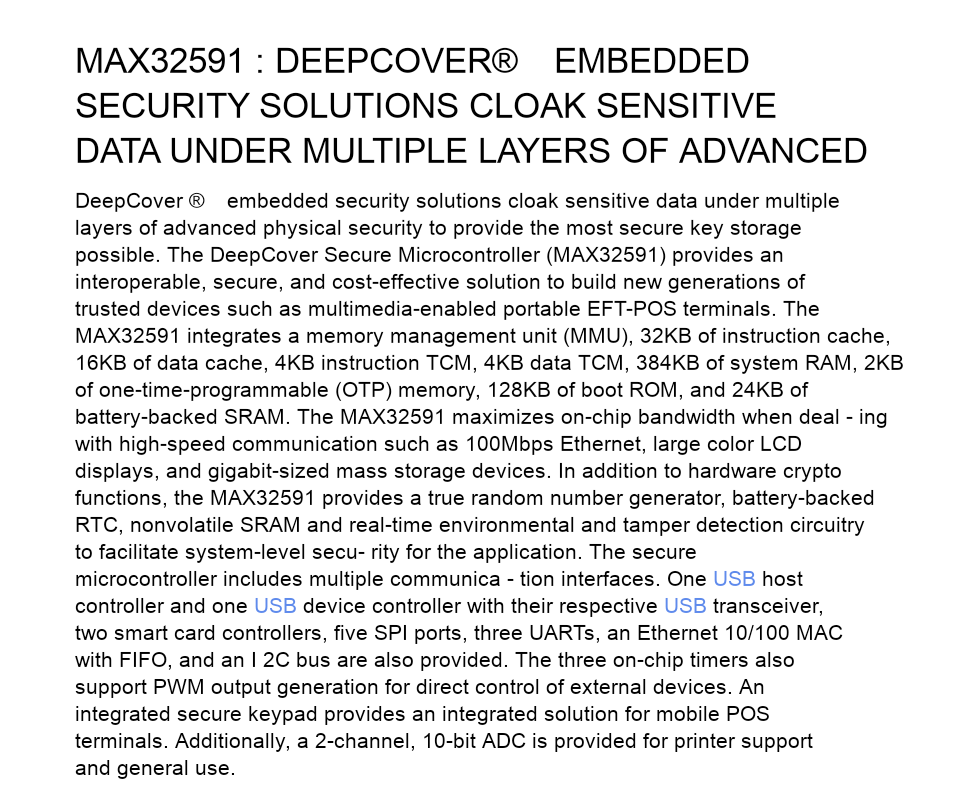 MAX32591 : DEEPCOVER® EMBEDDED
SECURITY SOLUTIONS CLOAK SENSITIVE
DATA UNDER MULTIPLE LAYERS OF ADVANCED
DeepCover ® embedded security solutions cloak sensitive data under multiple
layers of advanced physical security to provide the most secure key storage
possible. The DeepCover Secure Microcontroller (MAX32591) provides an
interoperable, secure, and cost-effective solution to build new generations of
trusted devices such as multimedia-enabled portable EFT-POS terminals. The
MAX32591 integrates a memory management unit (MMU), 32KB of instruction cache,
16KB of data cache, 4KB instruction TCM, 4KB data TCM, 384KB of system RAM, 2KB
of one-time-programmable (OTP) memory, 128KB of boot ROM, and 24KB of
battery-backed SRAM. The MAX32591 maximizes on-chip bandwidth when deal - ing
with high-speed communication such as 100Mbps Ethernet, large color LCD
displays, and gigabit-sized mass storage devices. In addition to hardware crypto
functions, the MAX32591 provides a true random number generator, battery-backed
RTC, nonvolatile SRAM and real-time environmental and tamper detection circuitry
to facilitate system-level secu- rity for the application. The secure
microcontroller includes multiple communica - tion interfaces. One USB host
controller and one USB device controller with their respective USB transceiver,
two smart card controllers, five SPI ports, three UARTs, an Ethernet 10/100 MAC
with FIFO, and an I 2C bus are also provided. The three on-chip timers also
support PWM output generation for direct control of external devices. An
integrated secure keypad provides an integrated solution for mobile POS
terminals. Additionally, a 2-channel, 10-bit ADC is provided for printer support
and general use.